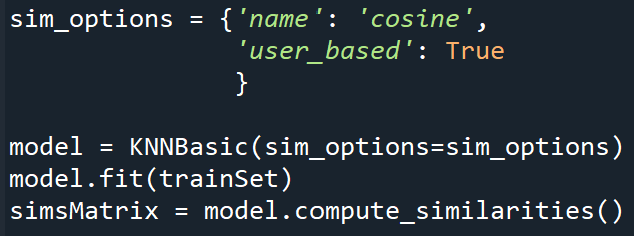 sim_options = {'name': 'cosine',
               'user_based': True
               }

model = KNNBasic(sim_options=sim_options)
model.fit(trainSet)
simsMatrix = model.compute_similarities()